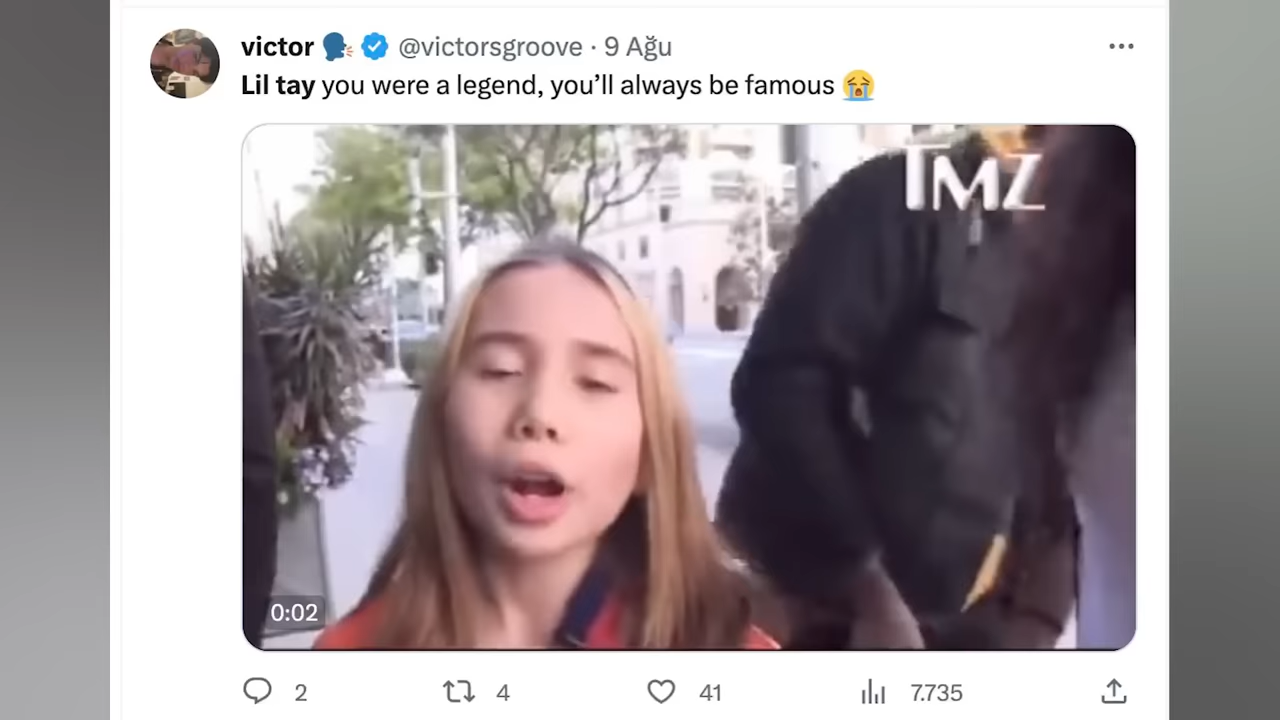 victor @victorsgroove · 9 Ağu
Lil tay you were a legend, you’ll always be famous
TMZ
0:02
2 4 41 7.735